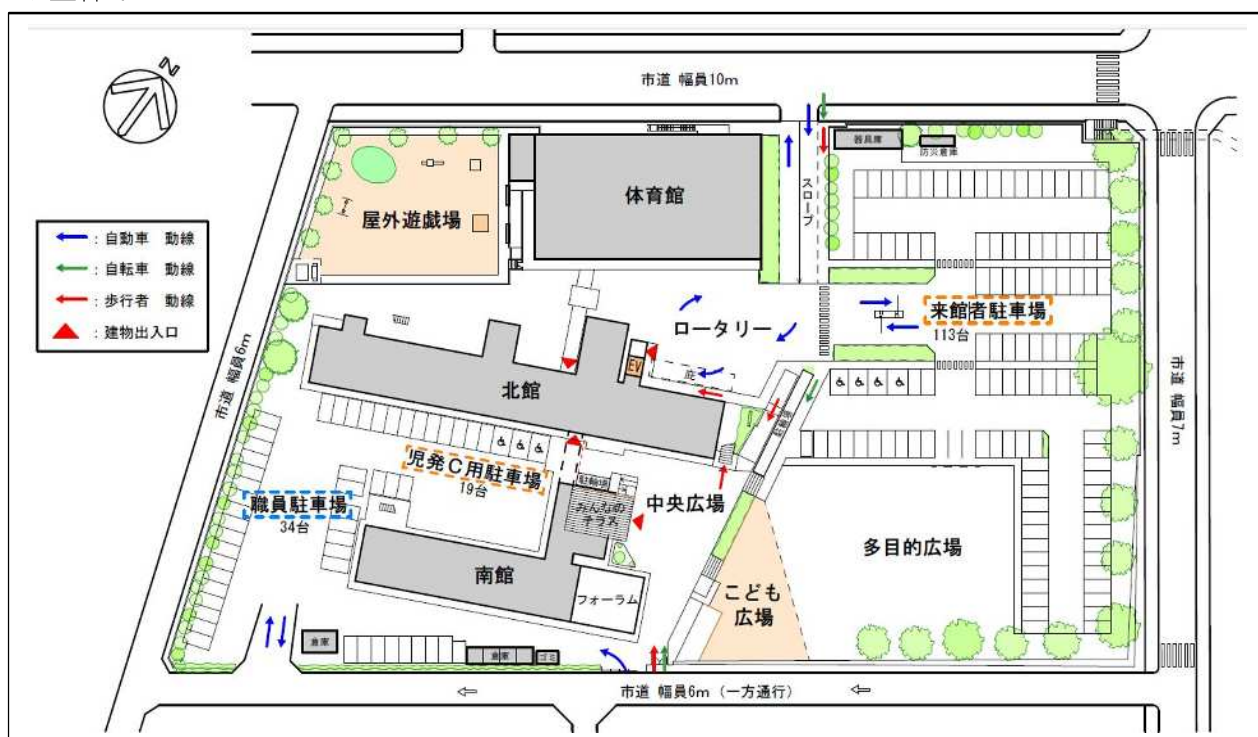 市道 幅員10m
N
器具庫
防災倉庫
体育館
スロープ
屋外遊戯場
:自動車 動線
:自転車 動線
:歩行者 動線
:建物出入口
ロータリー
来館者駐車場
113台
市道 幅員6m
市道 幅員7m
EV
庇
北館
駐輪場
児発C用駐車場
19台
職員駐車場
34台
駐輪場
みんなの
テラス
中央広場
多目的広場
南館
フォーラム
こども
広場
倉庫
倉庫
ゴミ
市道 幅員6m(一方通行)